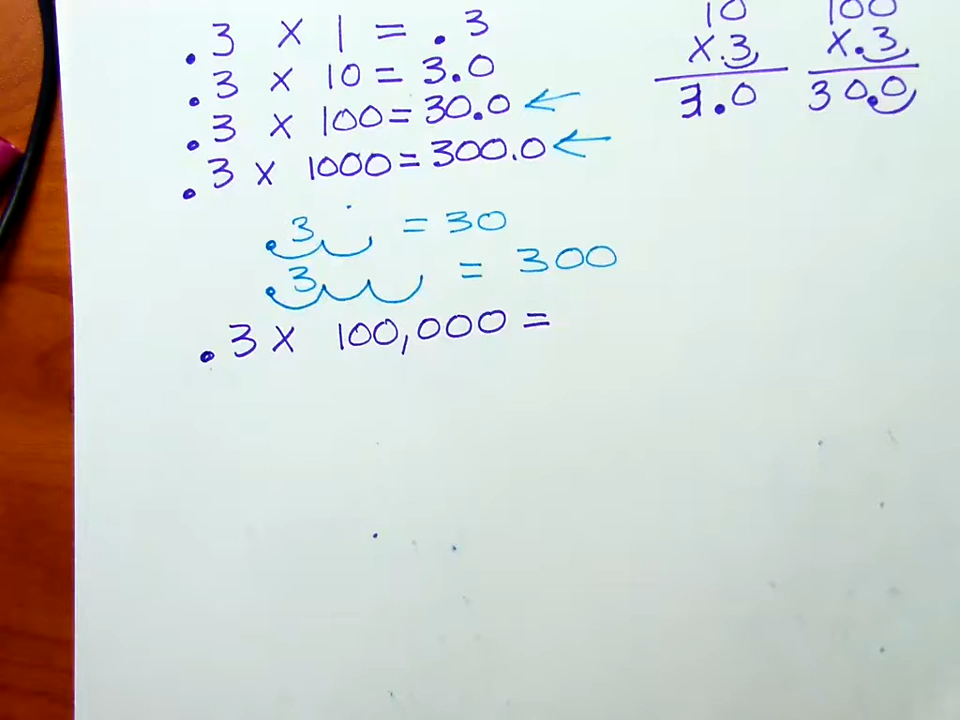 .3 × 1 = .3
.3 × 10 = 3.0
.3 × 100 = 30.0 ←
.3 × 1000 = 300.0 ←
.3 = 30
.3 = 300
.3 × 100,000 =
10
×.3
3.0
100
×.3
30.0